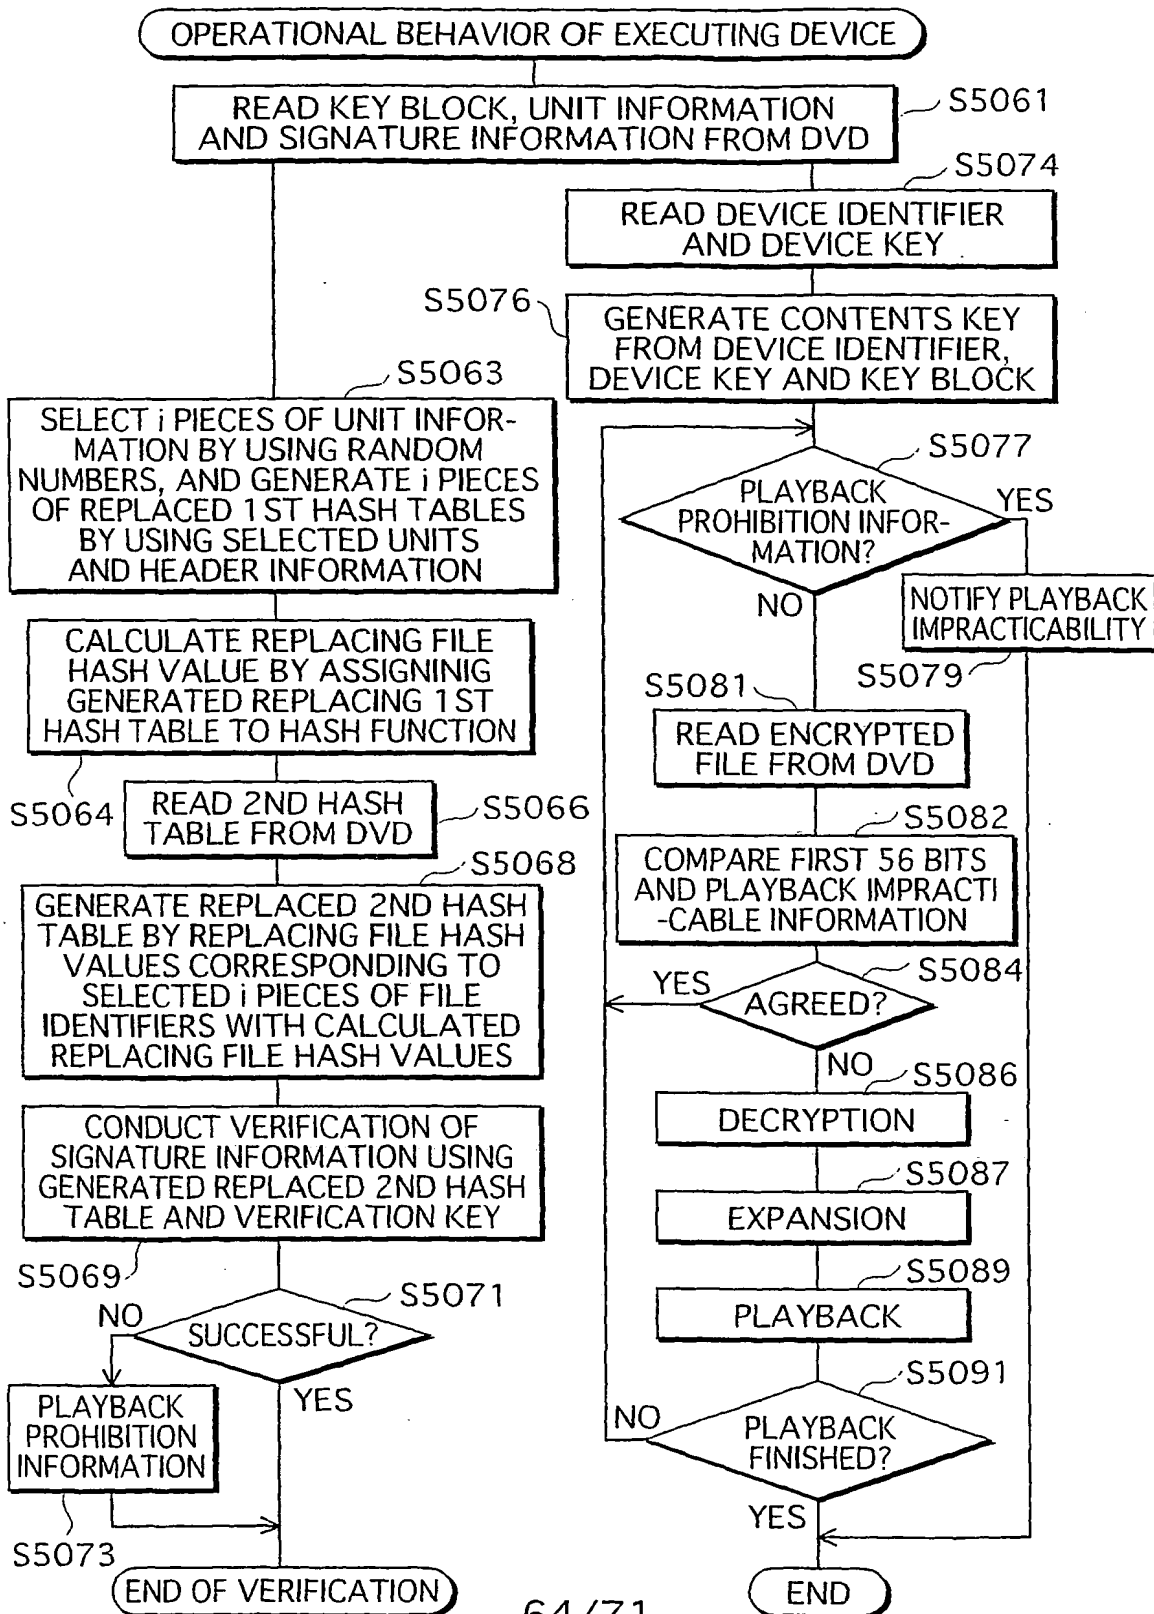 OPERATIONAL BEHAVIOR OF EXECUTING DEVICE
READ KEY BLOCK, UNIT INFORMATION
AND SIGNATURE INFORMATION FROM DVD
S5061
S5074
READ DEVICE IDENTIFIER
AND DEVICE KEY
S5076
GENERATE CONTENTS KEY
FROM DEVICE IDENTIFIER,
DEVICE KEY AND KEY BLOCK
S5063
SELECT i PIECES OF UNIT INFOR-
MATION BY USING RANDOM
NUMBERS, AND GENERATE i PIECES
OF REPLACED 1ST HASH TABLES
BY USING SELECTED UNITS
AND HEADER INFORMATION
S5077
PLAYBACK
PROHIBITION INFOR-
MATION?
YES
NO
NOTIFY PLAYBACK
IMPRACTICABILITY
S5079
CALCULATE REPLACING FILE
HASH VALUE BY ASSIGNINIG
GENERATED REPLACING 1ST
HASH TABLE TO HASH FUNCTION
S5064
S5081
READ ENCRYPTED
FILE FROM DVD
READ 2ND HASH
TABLE FROM DVD
S5066
S5082
COMPARE FIRST 56 BITS
AND PLAYBACK IMPRACTI
-CABLE INFORMATION
S5068
GENERATE REPLACED 2ND HASH
TABLE BY REPLACING FILE HASH
VALUES CORRESPONDING TO
SELECTED i PIECES OF FILE
IDENTIFIERS WITH CALCULATED
REPLACING FILE HASH VALUES
YES
AGREED?
S5084
NO
S5086
DECRYPTION
CONDUCT VERIFICATION OF
SIGNATURE INFORMATION USING
GENERATED REPLACED 2ND HASH
TABLE AND VERIFICATION KEY
S5069
S5087
EXPANSION
S5089
PLAYBACK
S5071
NO
SUCCESSFUL?
YES
PLAYBACK
PROHIBITION
INFORMATION
S5073
S5091
NO
PLAYBACK
FINISHED?
YES
END OF VERIFICATION
END
64/71